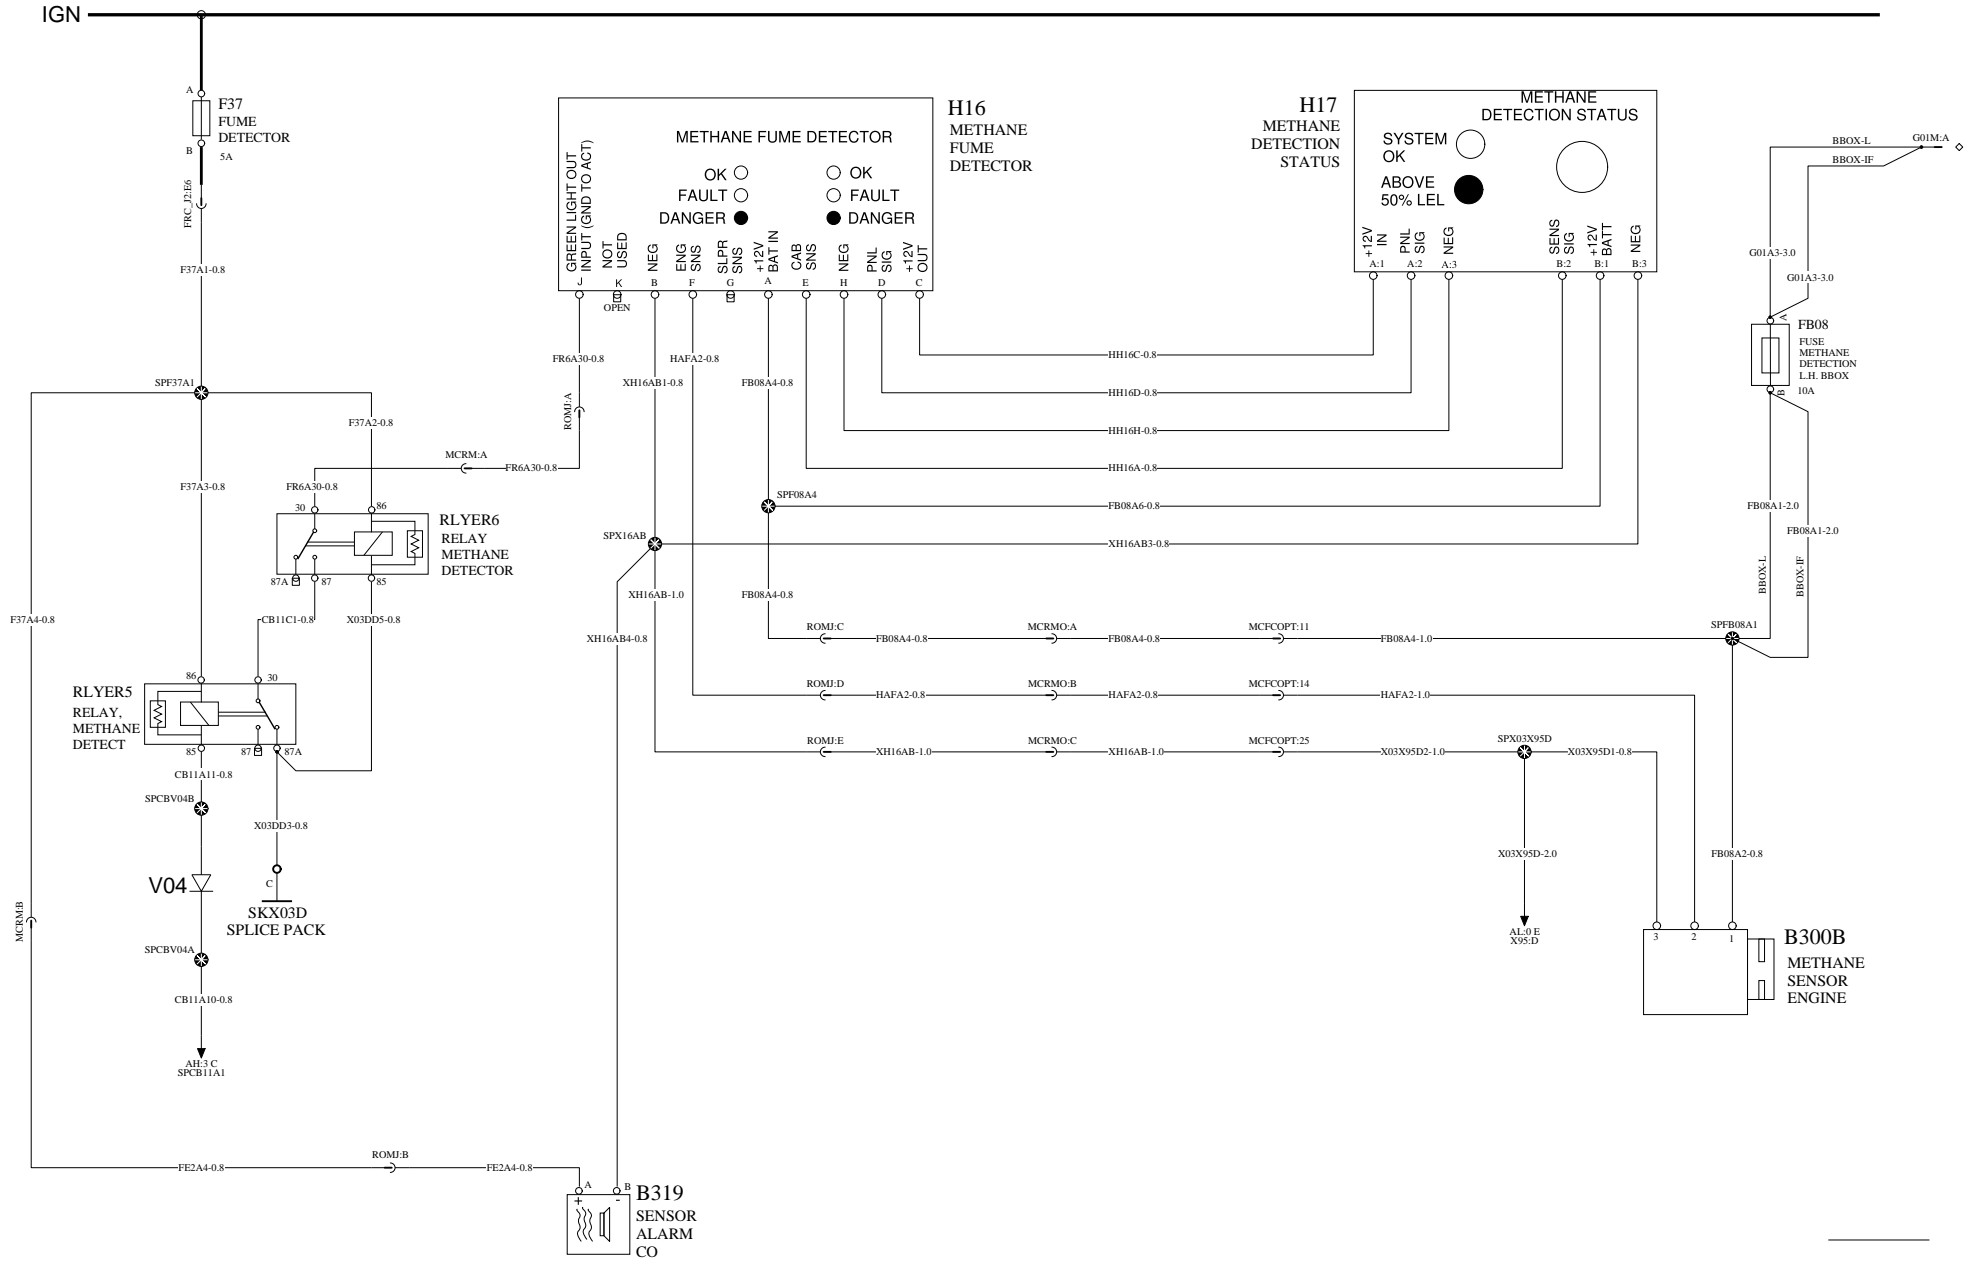 IGN
A
F37
FUME
DETECTOR
B
5A
FRC_J2:E6
F37A1-0.8
SPF37A1
F37A2-0.8
F37A3-0.8
MCRM:A
FR6A30-0.8
FR6A30-0.8
30
86
RLYER6
RELAY
METHANE
DETECTOR
87A
87
85
F37A4-0.8
CB11C1-0.8
X03DD5-0.8
86
30
RLYER5
RELAY,
METHANE
DETECT
85
87
87A
CB11A11-0.8
SPCBV04B
X03DD3-0.8
V04
C
SKX03D
SPLICE PACK
MCRM:B
SPCBV04A
CB11A10-0.8
AH:3 C
SPCB11A1
FE2A4-0.8
ROMJ:B
FE2A4-0.8
A
B
+
-
B319
SENSOR
ALARM
CO
METHANE FUME DETECTOR
OK
FAULT
DANGER
OK
FAULT
DANGER
GREEN LIGHT OUT
INPUT (GND TO ACT)
NOT
USED
NEG
ENG
SNS
SLPR
SNS
+12V
BAT IN
CAB
SNS
NEG
PNL
SIG
+12V
OUT
J
K
B
F
G
A
E
H
D
C
OPEN
H16
METHANE
FUME
DETECTOR
FR6A30-0.8
ROMJ:A
XH16AB1-0.8
HAFA2-0.8
FB08A4-0.8
H17
METHANE
DETECTION
STATUS
METHANE
DETECTION STATUS
SYSTEM
OK
ABOVE
50% LEL
+12V
IN
PNL
SIG
NEG
SENS
SIG
+12V
BATT
NEG
A:1
A:2
A:3
B:2
B:1
B:3
HH16C-0.8
HH16D-0.8
HH16H-0.8
HH16A-0.8
SPF08A4
FB08A6-0.8
SPX16AB
XH16AB3-0.8
XH16AB-1.0
FB08A4-0.8
XH16AB4-0.8
ROMJ:C
FB08A4-0.8
MCRMO:A
FB08A4-0.8
MCFCOPT:11
FB08A4-1.0
SPFB08A1
ROMJ:D
HAFA2-0.8
MCRMO:B
HAFA2-0.8
MCFCOPT:14
HAFA2-1.0
ROMJ:E
XH16AB-1.0
MCRMO:C
XH16AB-1.0
MCFCOPT:25
X03X95D2-1.0
SPX03X95D
X03X95D1-0.8
X03X95D-2.0
AL:0 E
X95:D
BBOX-L
BBOX-IF
G01M:A
G01A3-3.0
G01A3-3.0
A
FB08
FUSE
METHANE
DETECTION
L.H. BBOX
10A
B
FB08A1-2.0
FB08A1-2.0
BBOX-L
BBOX-IF
FB08A2-0.8
3
2
1
B300B
METHANE
SENSOR
ENGINE